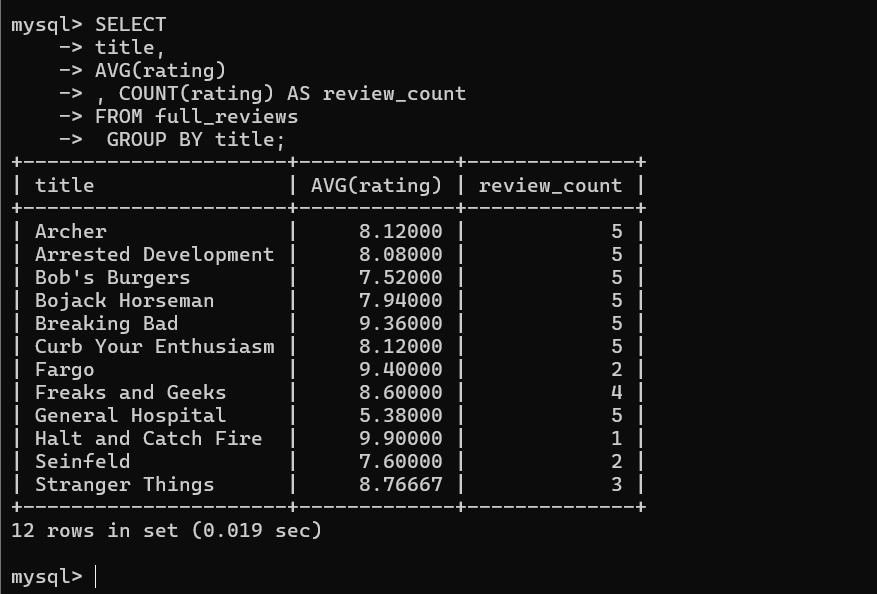 mysql> SELECT
    -> title,
    -> AVG(rating)
    -> , COUNT(rating) AS review_count
    -> FROM full_reviews
    ->  GROUP BY title;
+----------------------+-------------+--------------+
| title                | AVG(rating) | review_count |
+----------------------+-------------+--------------+
| Archer               |     8.12000 |            5 |
| Arrested Development |     8.08000 |            5 |
| Bob's Burgers        |     7.52000 |            5 |
| Bojack Horseman      |     7.94000 |            5 |
| Breaking Bad         |     9.36000 |            5 |
| Curb Your Enthusiasm |     8.12000 |            5 |
| Fargo                |     9.40000 |            2 |
| Freaks and Geeks     |     8.60000 |            4 |
| General Hospital     |     5.38000 |            5 |
| Halt and Catch Fire  |     9.90000 |            1 |
| Seinfeld             |     7.60000 |            2 |
| Stranger Things      |     8.76667 |            3 |
+----------------------+-------------+--------------+
12 rows in set (0.019 sec)

mysql>